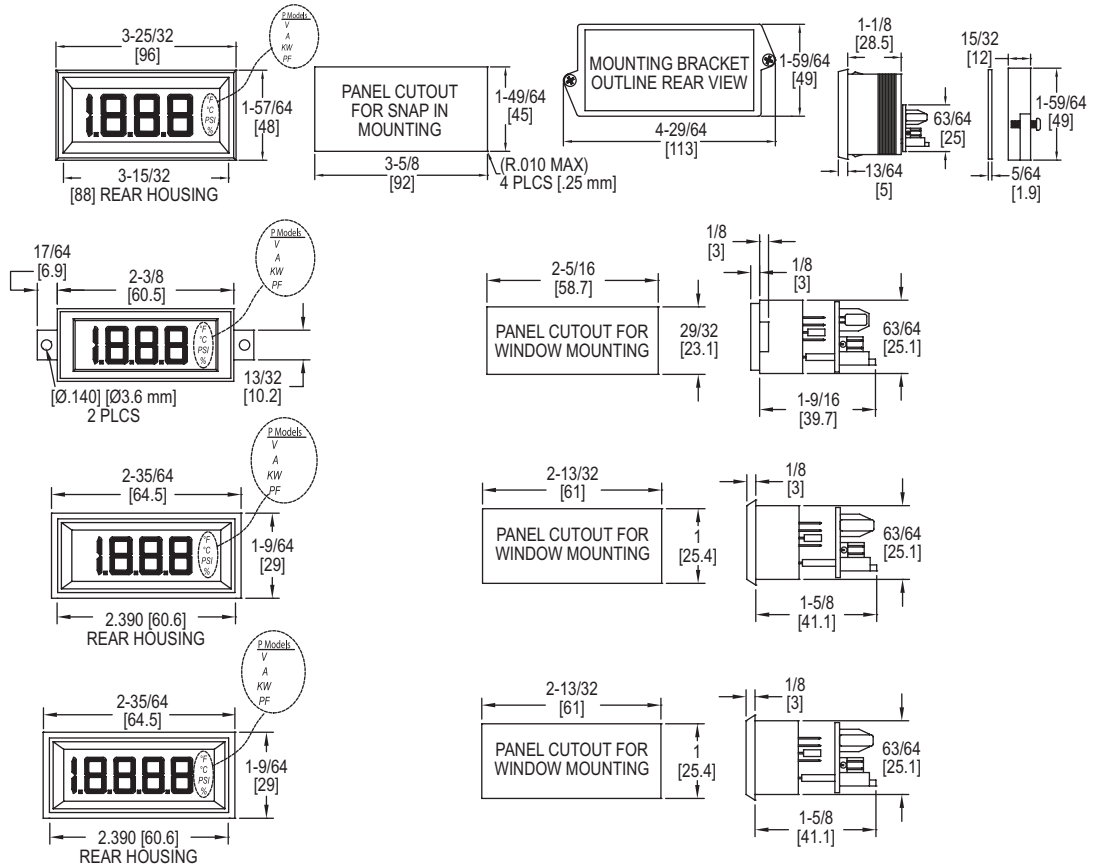 P Models
V
A
KW
PF
3-25/32
[96]
1.8.8.8
°F
°C
PSI
%
1-57/64
[48]
3-15/32
[88] REAR HOUSING
PANEL CUTOUT
FOR SNAP IN
MOUNTING
1-49/64
[45]
3-5/8
[92]
(R.010 MAX)
4 PLCS [.25 mm]
MOUNTING BRACKET
OUTLINE REAR VIEW
1-59/64
[49]
4-29/64
[113]
1-1/8
[28.5]
63/64
[25]
13/64
[5]
15/32
[12]
1-59/64
[49]
5/64
[1.9]
P Models
V
A
KW
PF
17/64
[6.9]
2-3/8
[60.5]
1.8.8.8
°F
°C
PSI
%
13/32
[10.2]
[Ø.140] [Ø3.6 mm]
2 PLCS
2-5/16
[58.7]
PANEL CUTOUT FOR
WINDOW MOUNTING
29/32
[23.1]
1/8
[3]
1/8
[3]
63/64
[25.1]
1-9/16
[39.7]
P Models
V
A
KW
PF
2-35/64
[64.5]
1.8.8.8
°F
°C
PSI
%
1-9/64
[29]
2.390 [60.6]
REAR HOUSING
2-13/32
[61]
PANEL CUTOUT FOR
WINDOW MOUNTING
1
[25.4]
1/8
[3]
63/64
[25.1]
1-5/8
[41.1]
P Models
V
A
KW
PF
2-35/64
[64.5]
1.8.8.8.8
°F
°C
PSI
%
1-9/64
[29]
2.390 [60.6]
REAR HOUSING
2-13/32
[61]
PANEL CUTOUT FOR
WINDOW MOUNTING
1
[25.4]
1/8
[3]
63/64
[25.1]
1-5/8
[41.1]